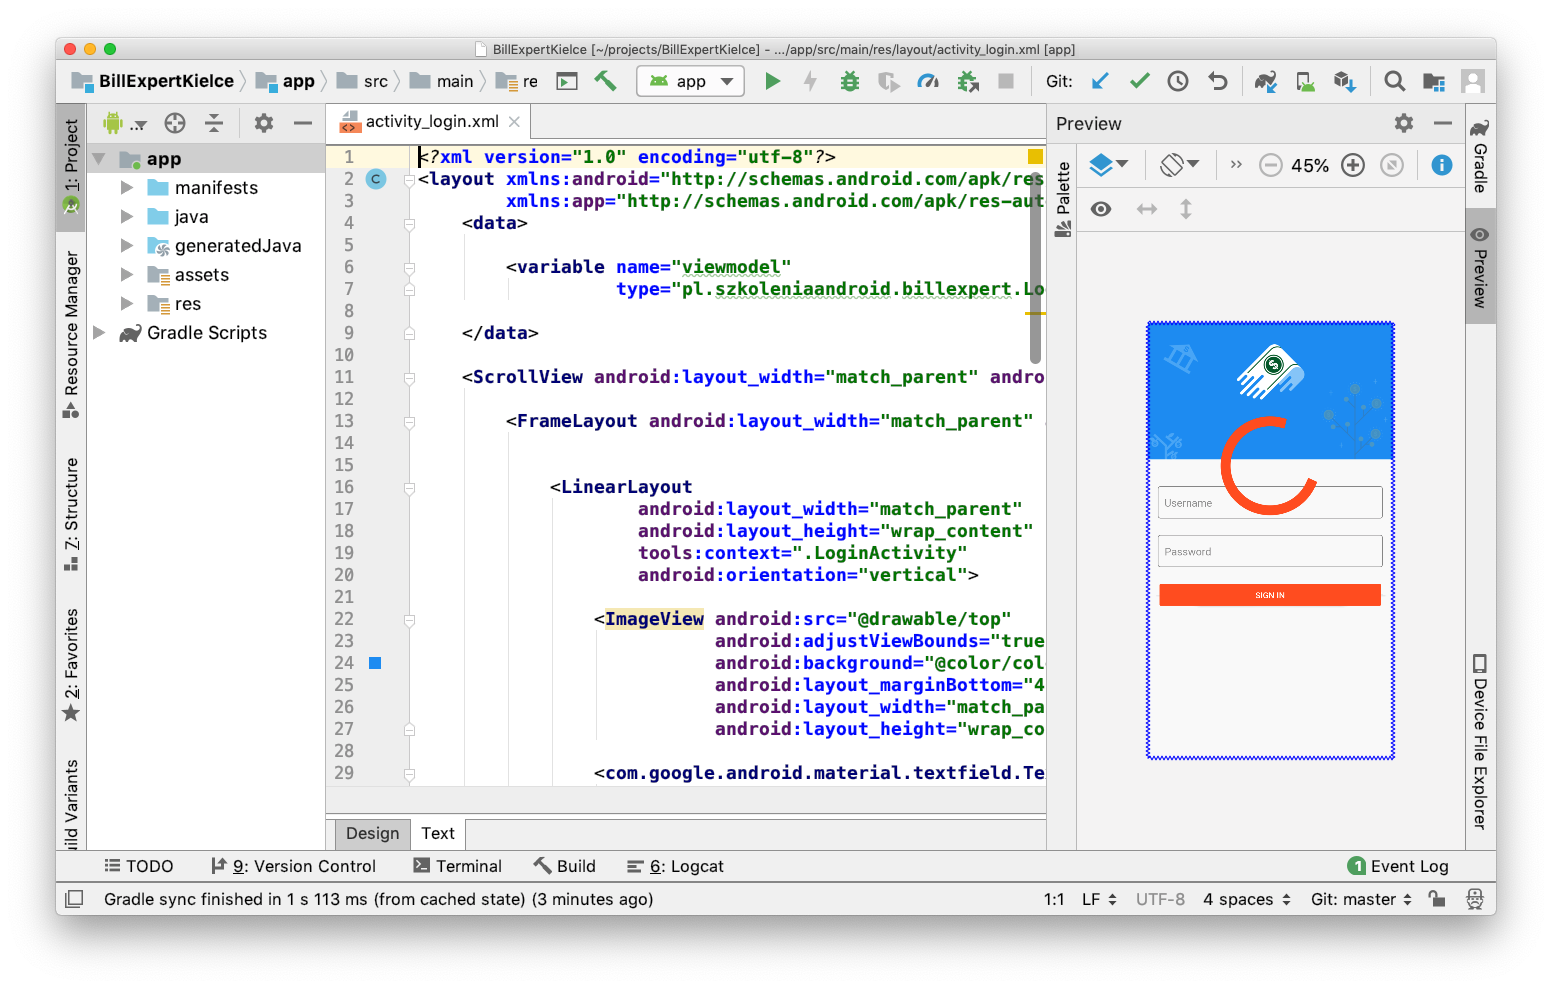 BillExpertKielce [~/projects/BillExpertKielce] - .../app/src/main/res/layout/activity_login.xml [app]
BillExpertKielce app src main re app Git:
1: Project
Resource Manager
7: Structure
2: Favorites
uild Variants
app
manifests
java
generatedJava
assets
res
Gradle Scripts
activity_login.xml
1 <?xml version="1.0" encoding="utf-8"?>
2 <layout xmlns:android="http://schemas.android.com/apk/res
3 xmlns:app="http://schemas.android.com/apk/res-aut
4 <data>
5
6 <variable name="viewmodel"
7 type="pl.szkoleniaandroid.billexpert.Lo
8
9 </data>
10
11 <ScrollView android:layout_width="match_parent" andro
12
13 <FrameLayout android:layout_width="match_parent"
14
15
16 <LinearLayout
17 android:layout_width="match_parent"
18 android:layout_height="wrap_content"
19 tools:context=".LoginActivity"
20 android:orientation="vertical">
21
22 <ImageView android:src="@drawable/top"
23 android:adjustViewBounds="true
24 android:background="@color/col
25 android:layout_marginBottom="4
26 android:layout_width="match_pa
27 android:layout_height="wrap_co
28
29 <com.google.android.material.textfield.Te
Design Text
Preview
Palette
45%
Username
Password
SIGN IN
Gradle
Preview
Device File Explorer
TODO 9: Version Control Terminal Build 6: Logcat 1 Event Log
Gradle sync finished in 1 s 113 ms (from cached state) (3 minutes ago) 1:1 LF UTF-8 4 spaces Git: master